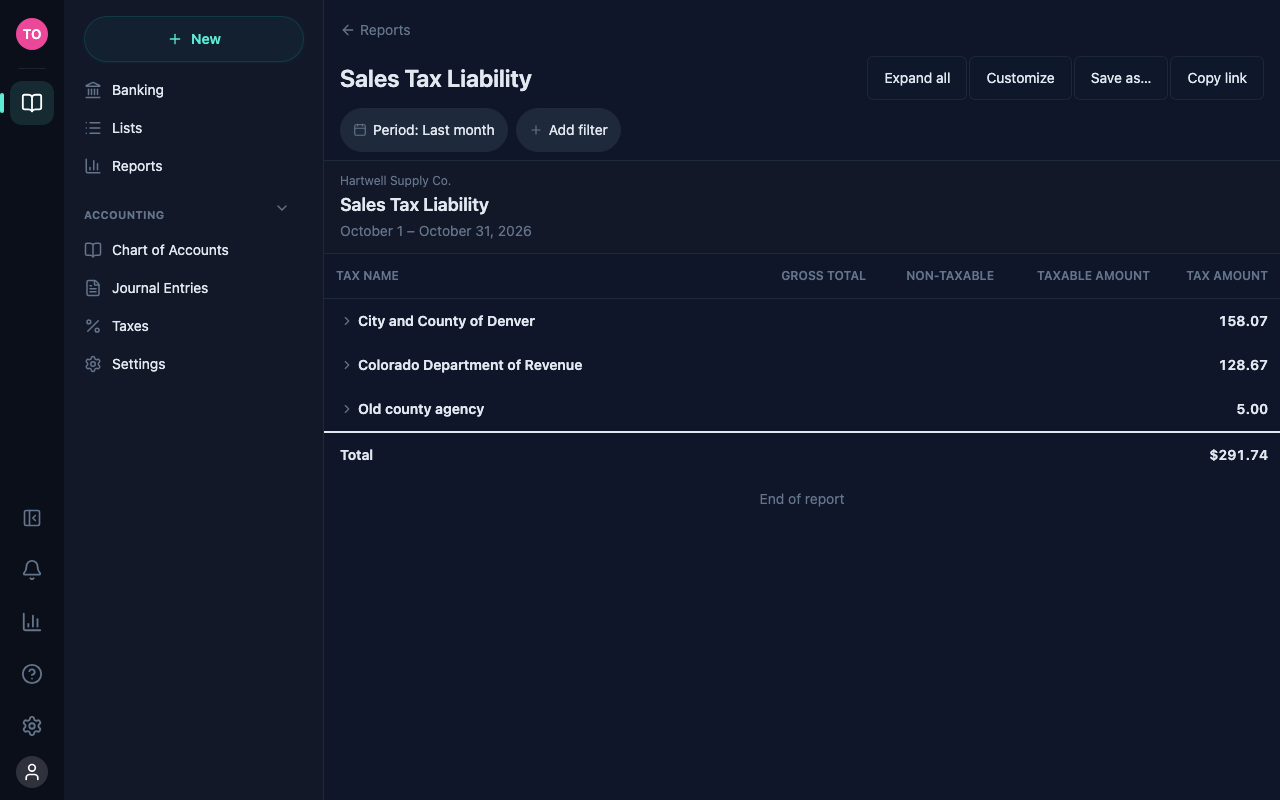 TO
New
Banking
Lists
Reports
ACCOUNTING
Chart of Accounts
Journal Entries
Taxes
Settings
Reports
Sales Tax Liability
Expand all
Customize
Save as...
Copy link
Period: Last month
Add filter
Hartwell Supply Co.
Sales Tax Liability
October 1 – October 31, 2026
TAX NAME GROSS TOTAL NON-TAXABLE TAXABLE AMOUNT TAX AMOUNT
City and County of Denver 158.07
Colorado Department of Revenue 128.67
Old county agency 5.00
Total $291.74
End of report